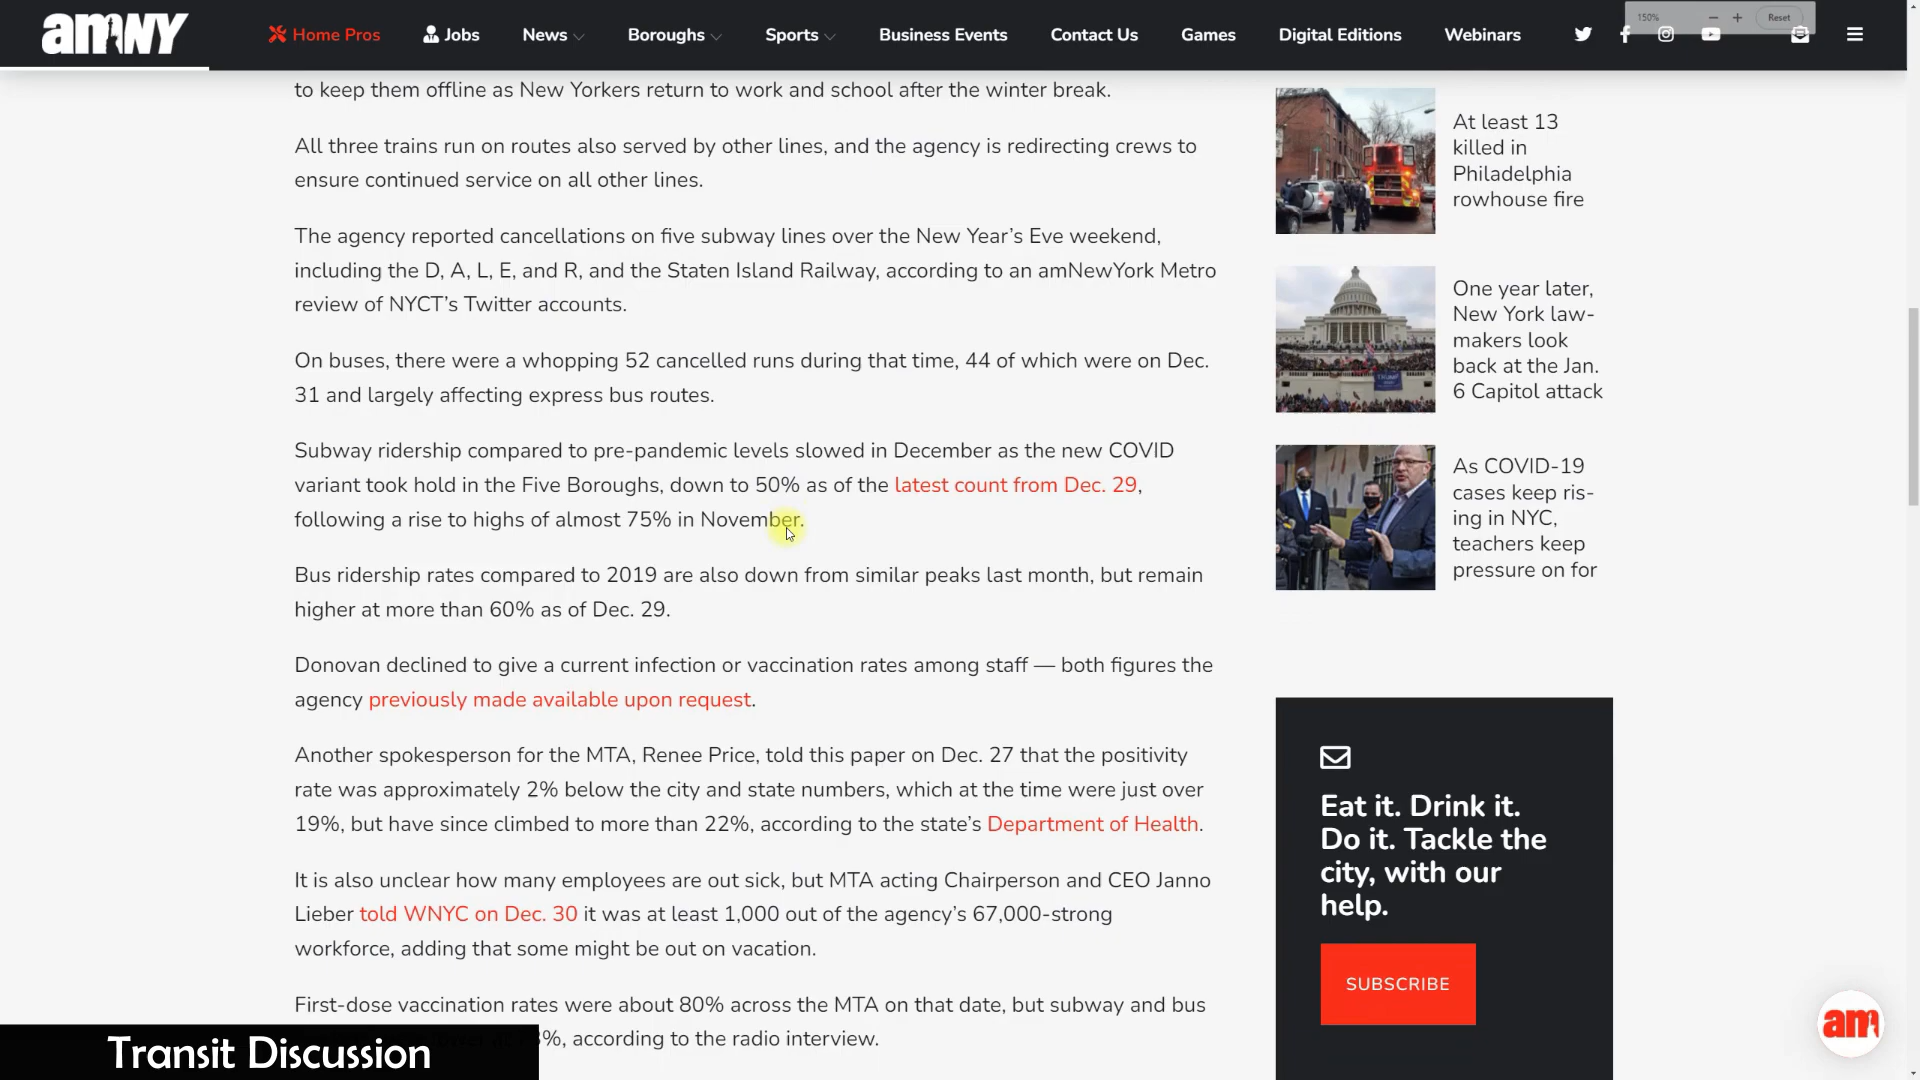 amNY
Home Pros
Jobs
News
Boroughs
Sports
Business Events
Contact Us
Games
Digital Editions
Webinars
150%
Reset
to keep them offline as New Yorkers return to work and school after the winter break.
All three trains run on routes also served by other lines, and the agency is redirecting crews to
ensure continued service on all other lines.
The agency reported cancellations on five subway lines over the New Year’s Eve weekend,
including the D, A, L, E, and R, and the Staten Island Railway, according to an amNewYork Metro
review of NYCT’s Twitter accounts.
On buses, there were a whopping 52 cancelled runs during that time, 44 of which were on Dec.
31 and largely affecting express bus routes.
Subway ridership compared to pre-pandemic levels slowed in December as the new COVID
variant took hold in the Five Boroughs, down to 50% as of the latest count from Dec. 29,
following a rise to highs of almost 75% in November.
Bus ridership rates compared to 2019 are also down from similar peaks last month, but remain
higher at more than 60% as of Dec. 29.
Donovan declined to give a current infection or vaccination rates among staff — both figures the
agency previously made available upon request.
Another spokesperson for the MTA, Renee Price, told this paper on Dec. 27 that the positivity
rate was approximately 2% below the city and state numbers, which at the time were just over
19%, but have since climbed to more than 22%, according to the state’s Department of Health.
It is also unclear how many employees are out sick, but MTA acting Chairperson and CEO Janno
Lieber told WNYC on Dec. 30 it was at least 1,000 out of the agency’s 67,000-strong
workforce, adding that some might be out on vacation.
First-dose vaccination rates were about 80% across the MTA on that date, but subway and bus
3%, according to the radio interview.
At least 13
killed in
Philadelphia
rowhouse fire
One year later,
New York law-
makers look
back at the Jan.
6 Capitol attack
As COVID-19
cases keep ris-
ing in NYC,
teachers keep
pressure on for
Eat it. Drink it.
Do it. Tackle the
city, with our
help.
SUBSCRIBE
am
Transit Discussion